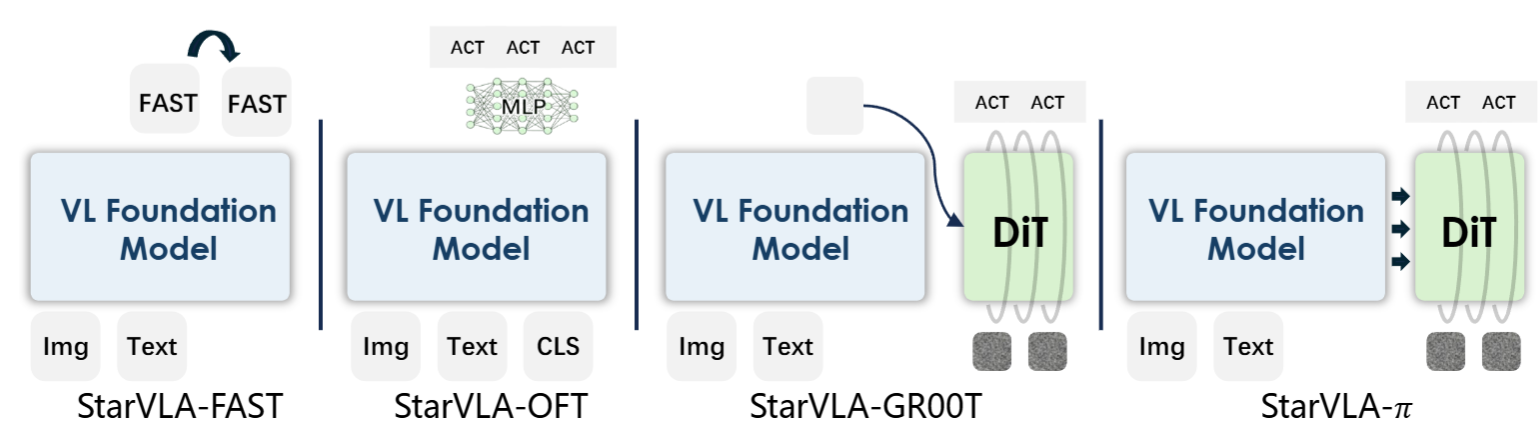 FAST FAST
VL Foundation
Model
Img Text
StarVLA-FAST
ACT ACT ACT
MLP
VL Foundation
Model
Img Text CLS
StarVLA-OFT
ACT ACT
VL Foundation
Model
DiT
Img Text
StarVLA-GR00T
ACT ACT
VL Foundation
Model
DiT
Img Text
StarVLA-π